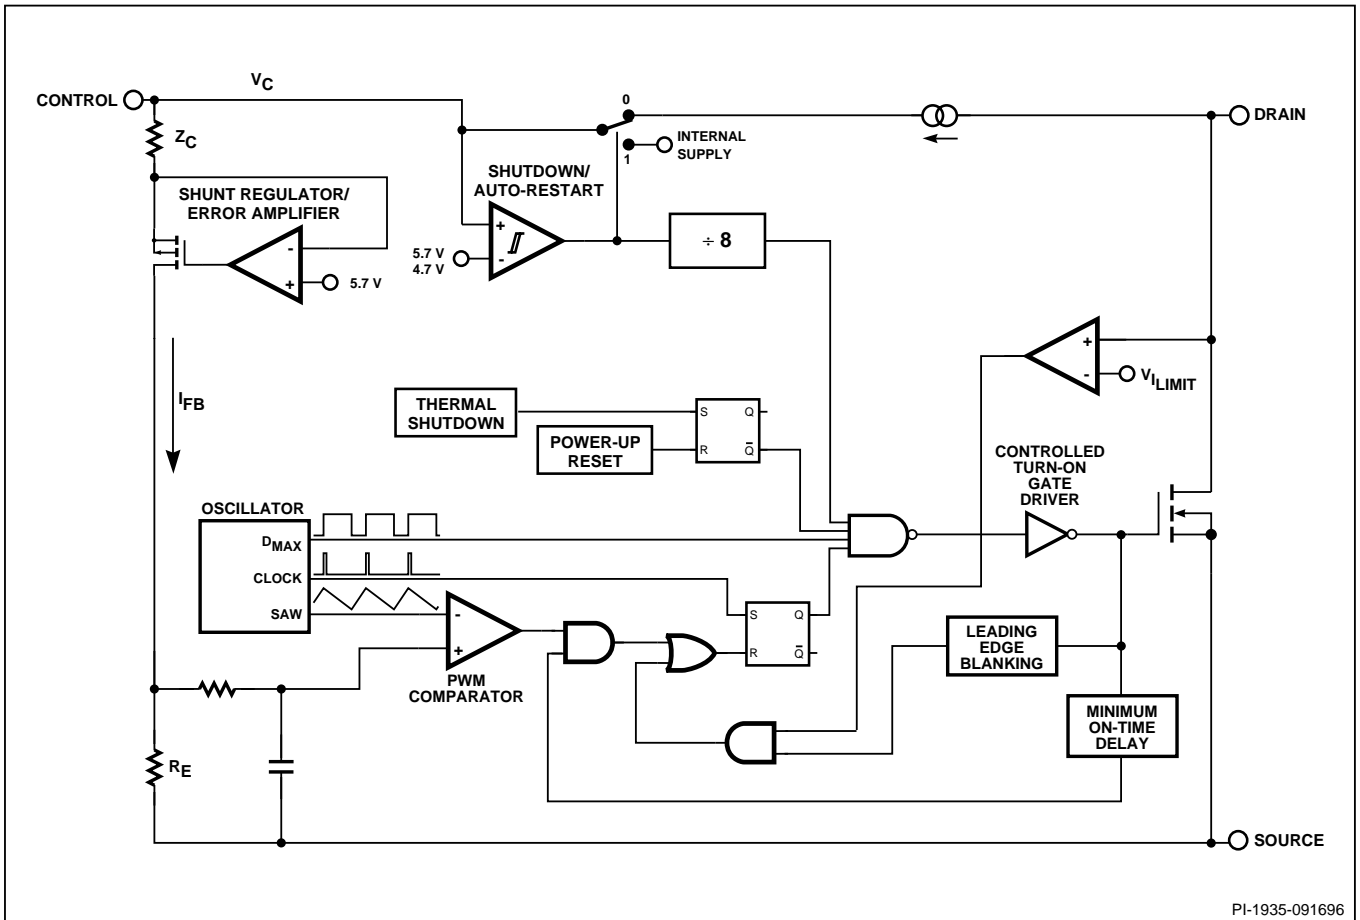 V_C
CONTROL
0
DRAIN
Z_C
INTERNAL
SUPPLY
1
SHUTDOWN/
AUTO-RESTART
SHUNT REGULATOR/
ERROR AMPLIFIER
+
-
÷ 8
5.7 V
4.7 V
-
+
5.7 V
+
-
V_I_LIMIT
I_FB
THERMAL
SHUTDOWN
S
Q
POWER-UP
RESET
R
Q̅
CONTROLLED
TURN-ON
GATE
DRIVER
OSCILLATOR
D_MAX
CLOCK
SAW
-
+
PWM
COMPARATOR
S
Q
R
Q̅
LEADING
EDGE
BLANKING
MINIMUM
ON-TIME
DELAY
R_E
SOURCE
PI-1935-091696